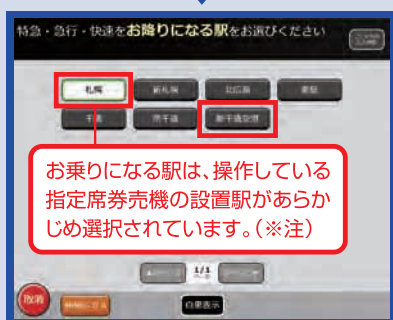 特急・急行・快速をお降りになる駅をお選びください
札幌
新札幌
北広島
千歳
南千歳
新千歳空港
お乗りになる駅は、操作している
指定席券売機の設置駅があらか
じめ選択されています。(※注)
1/1
取消
白黒表示